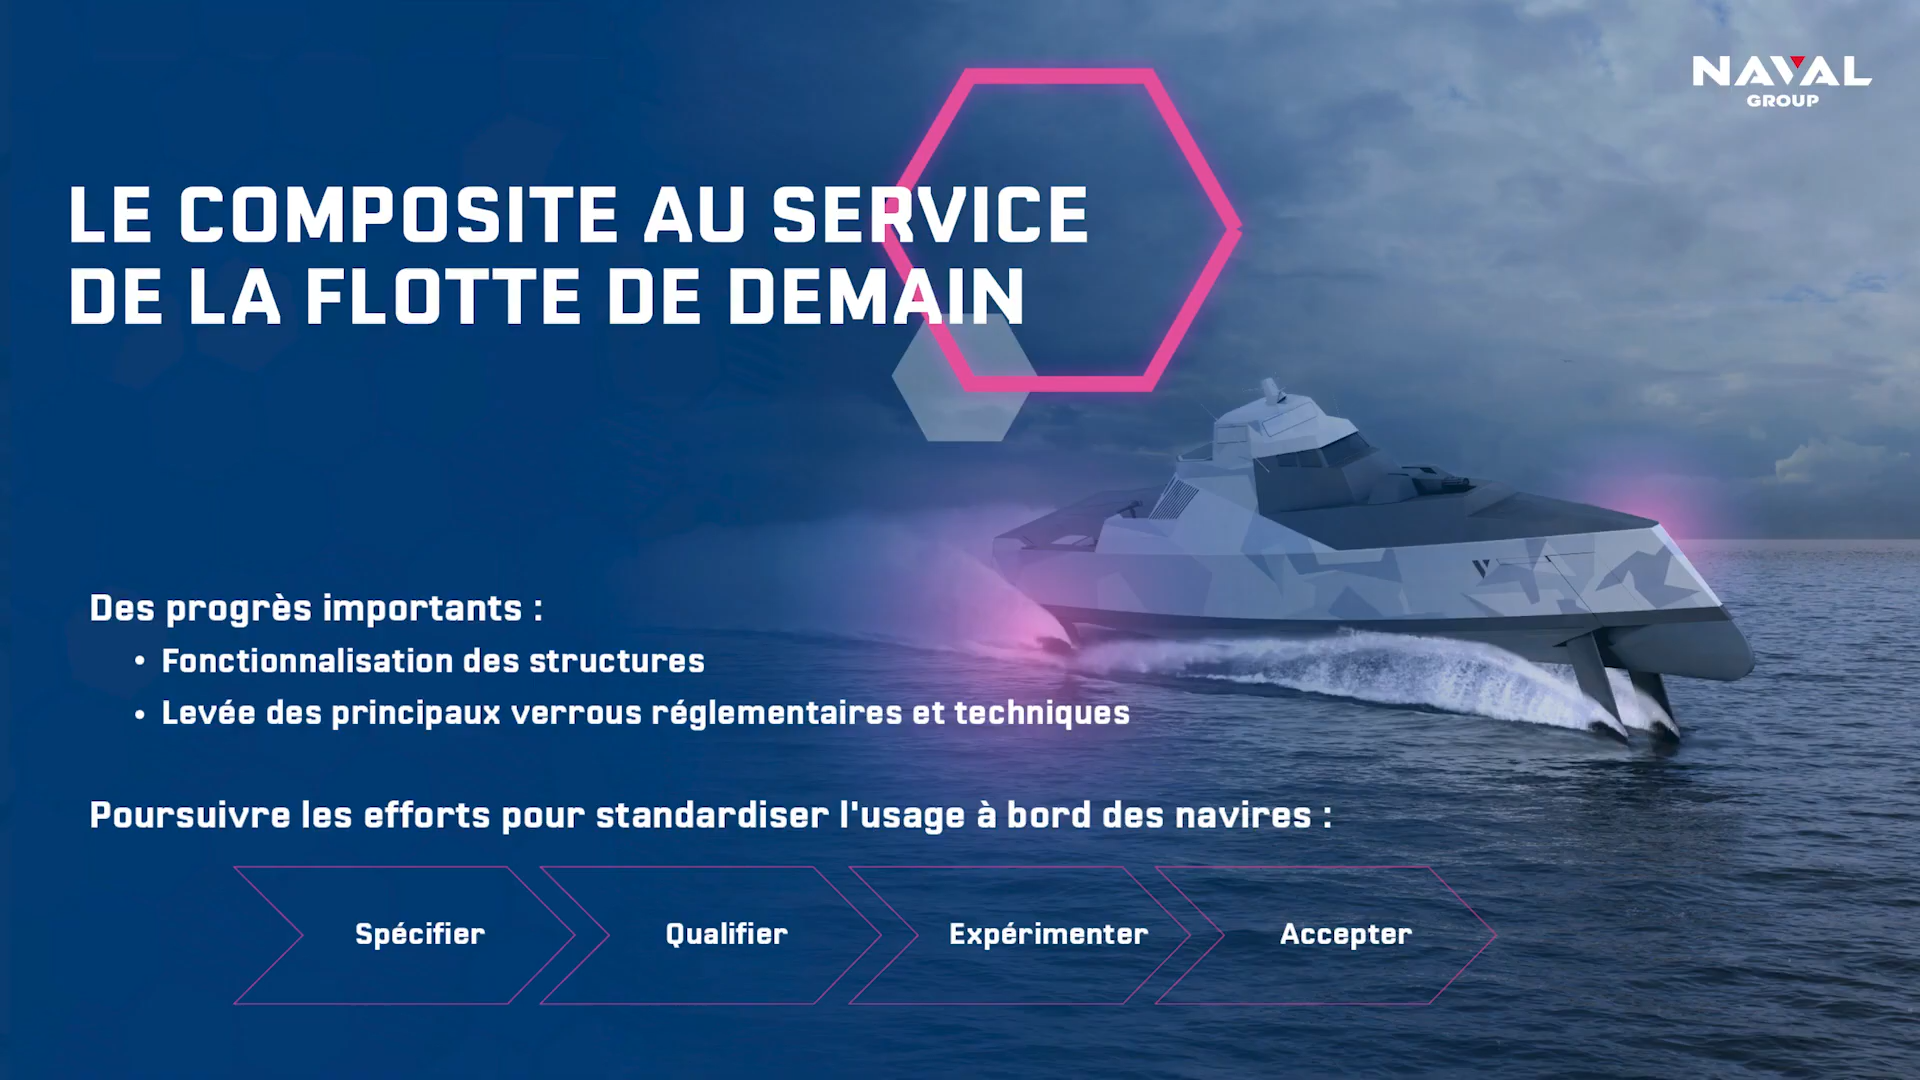 NAVAL
GROUP
LE COMPOSITE AU SERVICE
DE LA FLOTTE DE DEMAIN
Des progrès importants :
• Fonctionnalisation des structures
• Levée des principaux verrous réglementaires et techniques
Poursuivre les efforts pour standardiser l'usage à bord des navires :
Spécifier
Qualifier
Expérimenter
Accepter